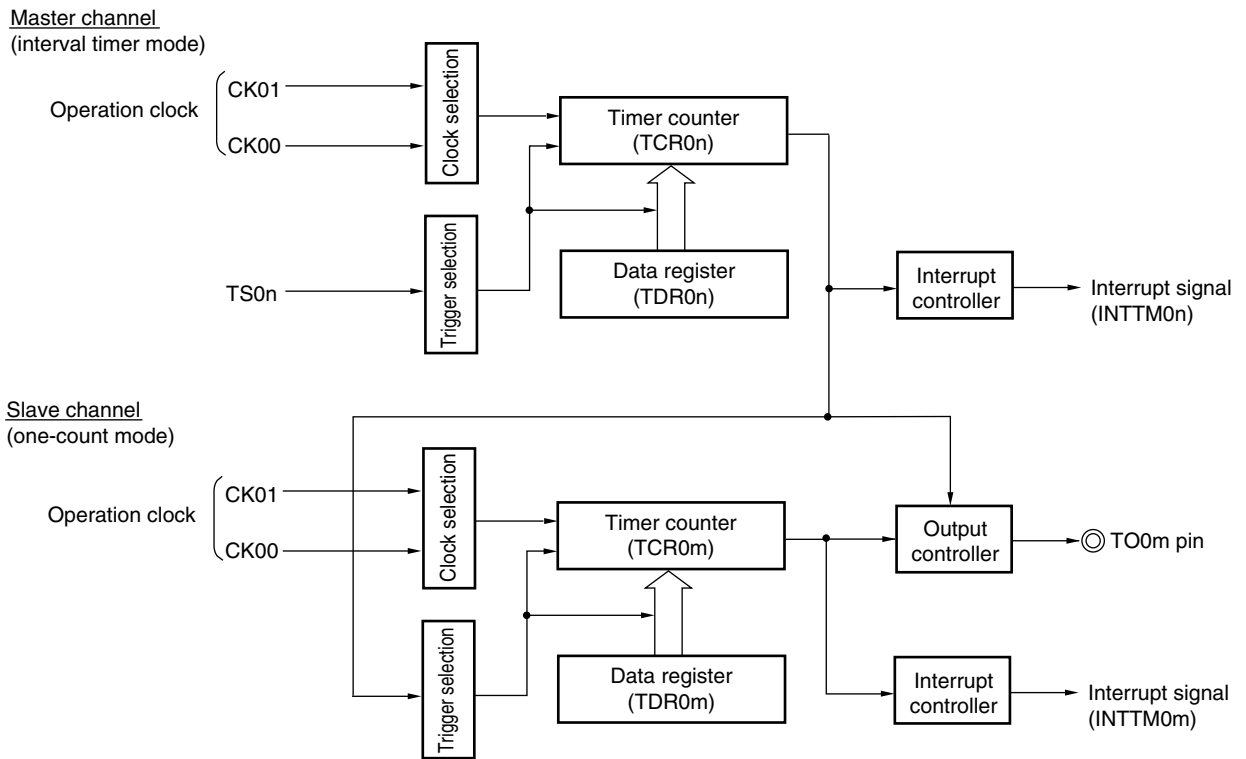 Master channel
(interval timer mode)
Operation clock
CK01
CK00
Clock selection
Timer counter
(TCR0n)
TS0n
Trigger selection
Data register
(TDR0n)
Interrupt
controller
Interrupt signal
(INTTM0n)
Slave channel
(one-count mode)
Operation clock
CK01
CK00
Clock selection
Timer counter
(TCR0m)
Output
controller
TO0m pin
Trigger selection
Data register
(TDR0m)
Interrupt
controller
Interrupt signal
(INTTM0m)